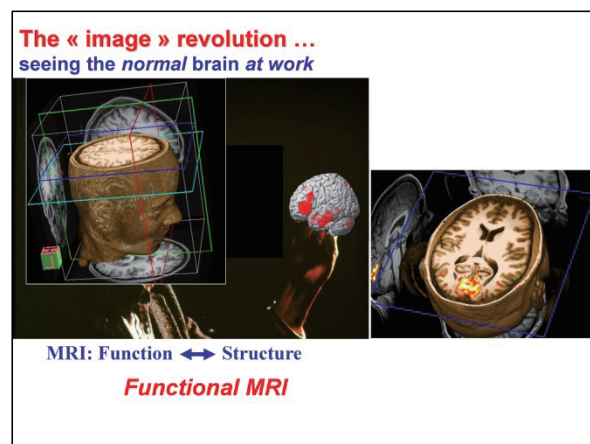 The « image » revolution …
seeing the normal brain at work
MRI: Function ↔ Structure
Functional MRI